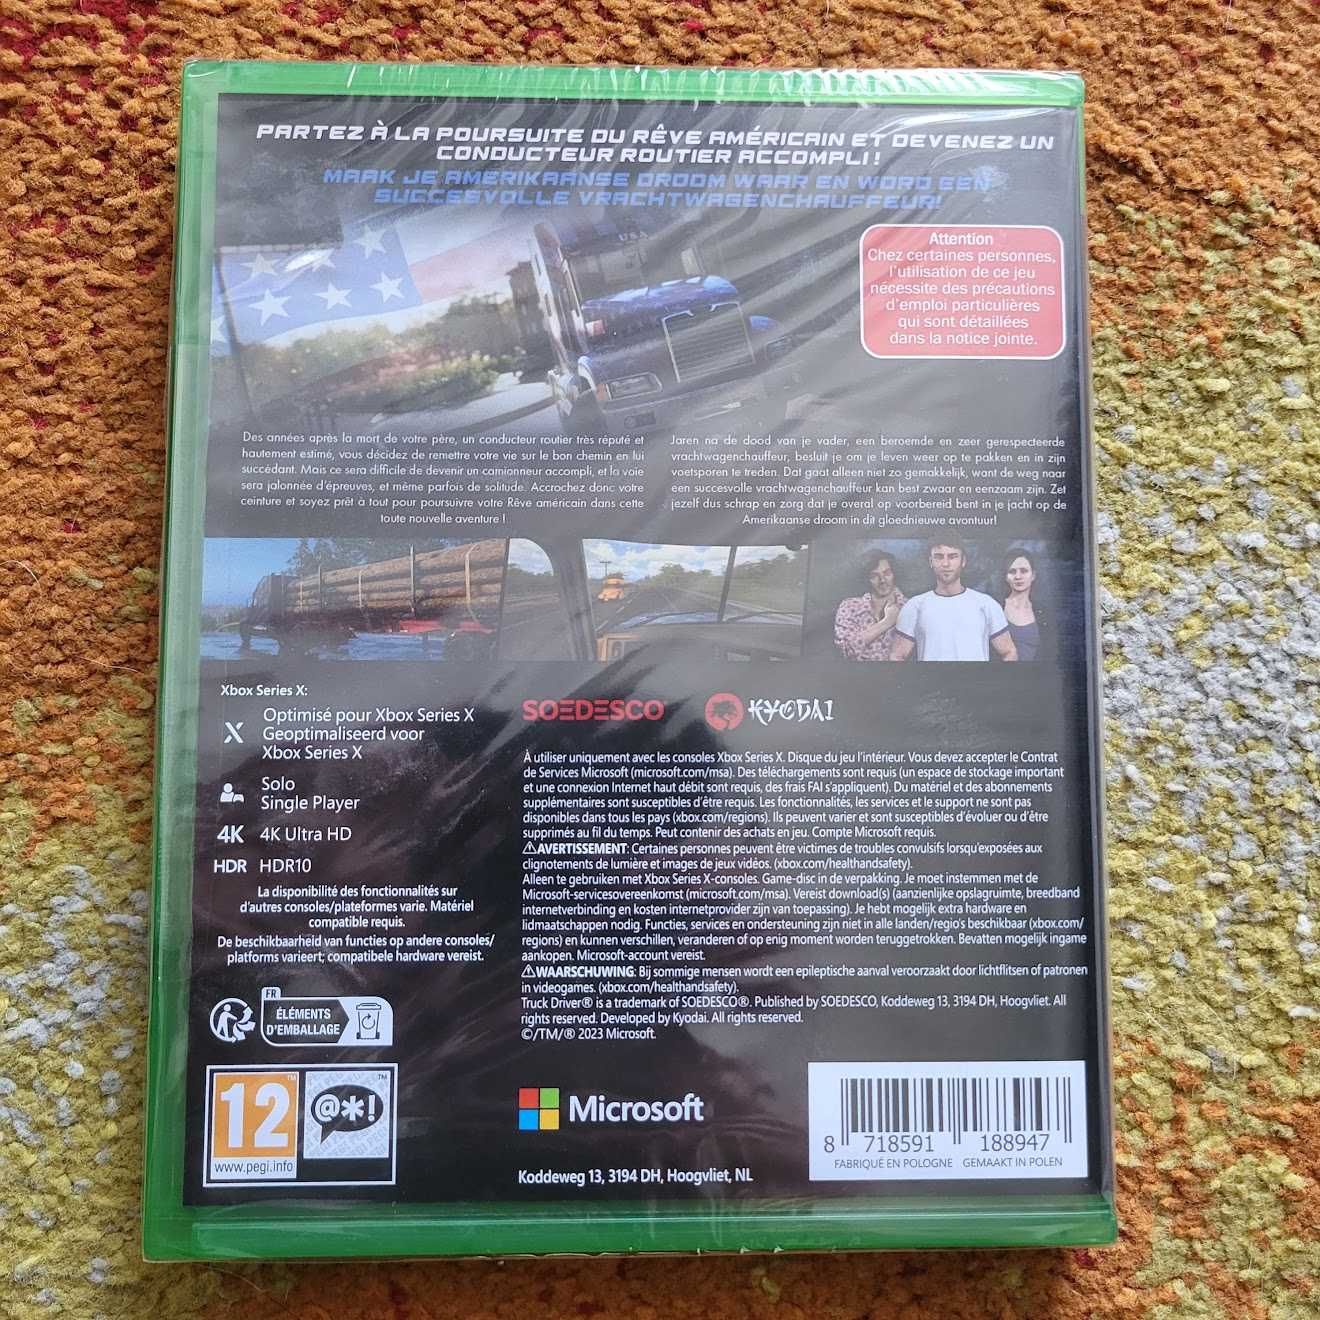 PARTEZ À LA POURSUITE DU RÊVE AMÉRICAIN ET DEVENEZ UN
CONDUCTEUR ROUTIER ACCOMPLI !
MAAK JE AMERIKAANSE DROOM WAAR EN WORD EEN
SUCCESVOLLE VRACHTWAGENCHAUFFEUR!
USA
Attention
Chez certaines personnes,
l'utilisation de ce jeu
nécessite des précautions
d'emploi particulières
qui sont détaillées
dans la notice jointe.
Des années après la mort de votre père, un conducteur routier très réputé et
hautement estimé, vous décidez de remettre votre vie sur le bon chemin en lui
succédant. Mais ce sera difficile de devenir un camionneur accompli, et la voie
sera jalonnée d'épreuves, et même parfois de solitude. Accrochez donc votre
ceinture et soyez prêt à tout pour poursuivre votre Rêve américain dans cette
toute nouvelle aventure !
Jaren na de dood van je vader, een beroemde en zeer gerespecteerde
vrachtwagenchauffeur, besluit je om je leven weer op te pakken en in zijn
voetsporen te treden. Dat gaat alleen niet zo gemakkelijk, want de weg naar
een succesvolle vrachtwagenchauffeur kan best zwaar en eenzaam zijn. Zet
jezelf dus schrap en zorg dat je overal op voorbereid bent in je jacht op de
Amerikaanse droom in dit gloednieuwe avontuur!
Xbox Series X:
X Optimisé pour Xbox Series X
Geoptimaliseerd voor
Xbox Series X
Solo
Single Player
4K 4K Ultra HD
HDR HDR10
La disponibilité des fonctionnalités sur
d'autres consoles/plateformes varie. Matériel
compatible requis.
De beschikbaarheid van functies op andere consoles/
platforms varieert; compatibele hardware vereist.
SOEDESCO KYODAI
À utiliser uniquement avec les consoles Xbox Series X. Disque du jeu l'intérieur. Vous devez accepter le Contrat
de Services Microsoft (microsoft.com/msa). Des téléchargements sont requis (un espace de stockage important
et une connexion Internet haut débit sont requis, des frais FAI s'appliquent). Du matériel et des abonnements
supplémentaires sont susceptibles d'être requis. Les fonctionnalités, les services et le support ne sont pas
disponibles dans tous les pays (xbox.com/regions). Ils peuvent varier et sont susceptibles d'évoluer ou d'être
supprimés au fil du temps. Peut contenir des achats en jeu. Compte Microsoft requis.
⚠AVERTISSEMENT: Certaines personnes peuvent être victimes de troubles convulsifs lorsqu'exposées aux
clignotements de lumière et images de jeux vidéos. (xbox.com/healthandsafety).
Alleen te gebruiken met Xbox Series X-consoles. Game-disc in de verpakking. Je moet instemmen met de
Microsoft-servicesovereenkomst (microsoft.com/msa). Vereist download(s) (aanzienlijke opslagruimte, breedband
internetverbinding en kosten internetprovider zijn van toepassing). Je hebt mogelijk extra hardware en
lidmaatschappen nodig. Functies, services en ondersteuning zijn niet in alle landen/regio's beschikbaar (xbox.com/
regions) en kunnen verschillen, veranderen of op enig moment worden teruggetrokken. Bevatten mogelijk ingame
aankopen. Microsoft-account vereist.
⚠WAARSCHUWING: Bij sommige mensen wordt een epileptische aanval veroorzaakt door lichtflitsen of patronen
in videogames. (xbox.com/healthandsafety).
Truck Driver® is a trademark of SOEDESCO®. Published by SOEDESCO, Koddeweg 13, 3194 DH, Hoogvliet. All
rights reserved. Developed by Kyodai. All rights reserved.
©/TM/® 2023 Microsoft.
FR
ÉLÉMENTS
D'EMBALLAGE
12 ™
www.pegi.info
@*! ™
Microsoft
Koddeweg 13, 3194 DH, Hoogvliet, NL
8 718591 188947
FABRIQUÉ EN POLOGNE GEMAAKT IN POLEN